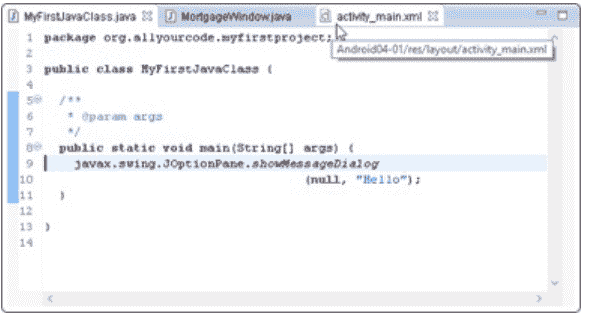 MyFirstJavaClass.java MortgageWindow.java activity_main.xml
Android04-01/res/layout/activity_main.xml
1 package org.allyourcode.myfirstproject;
2
3 public class MyFirstJavaClass {
4
5 /**
6 * @param args
7 */
8 public static void main(String[] args) {
9 javax.swing.JOptionPane.showMessageDialog
10 (null, "Hello");
11 }
12
13 }
14